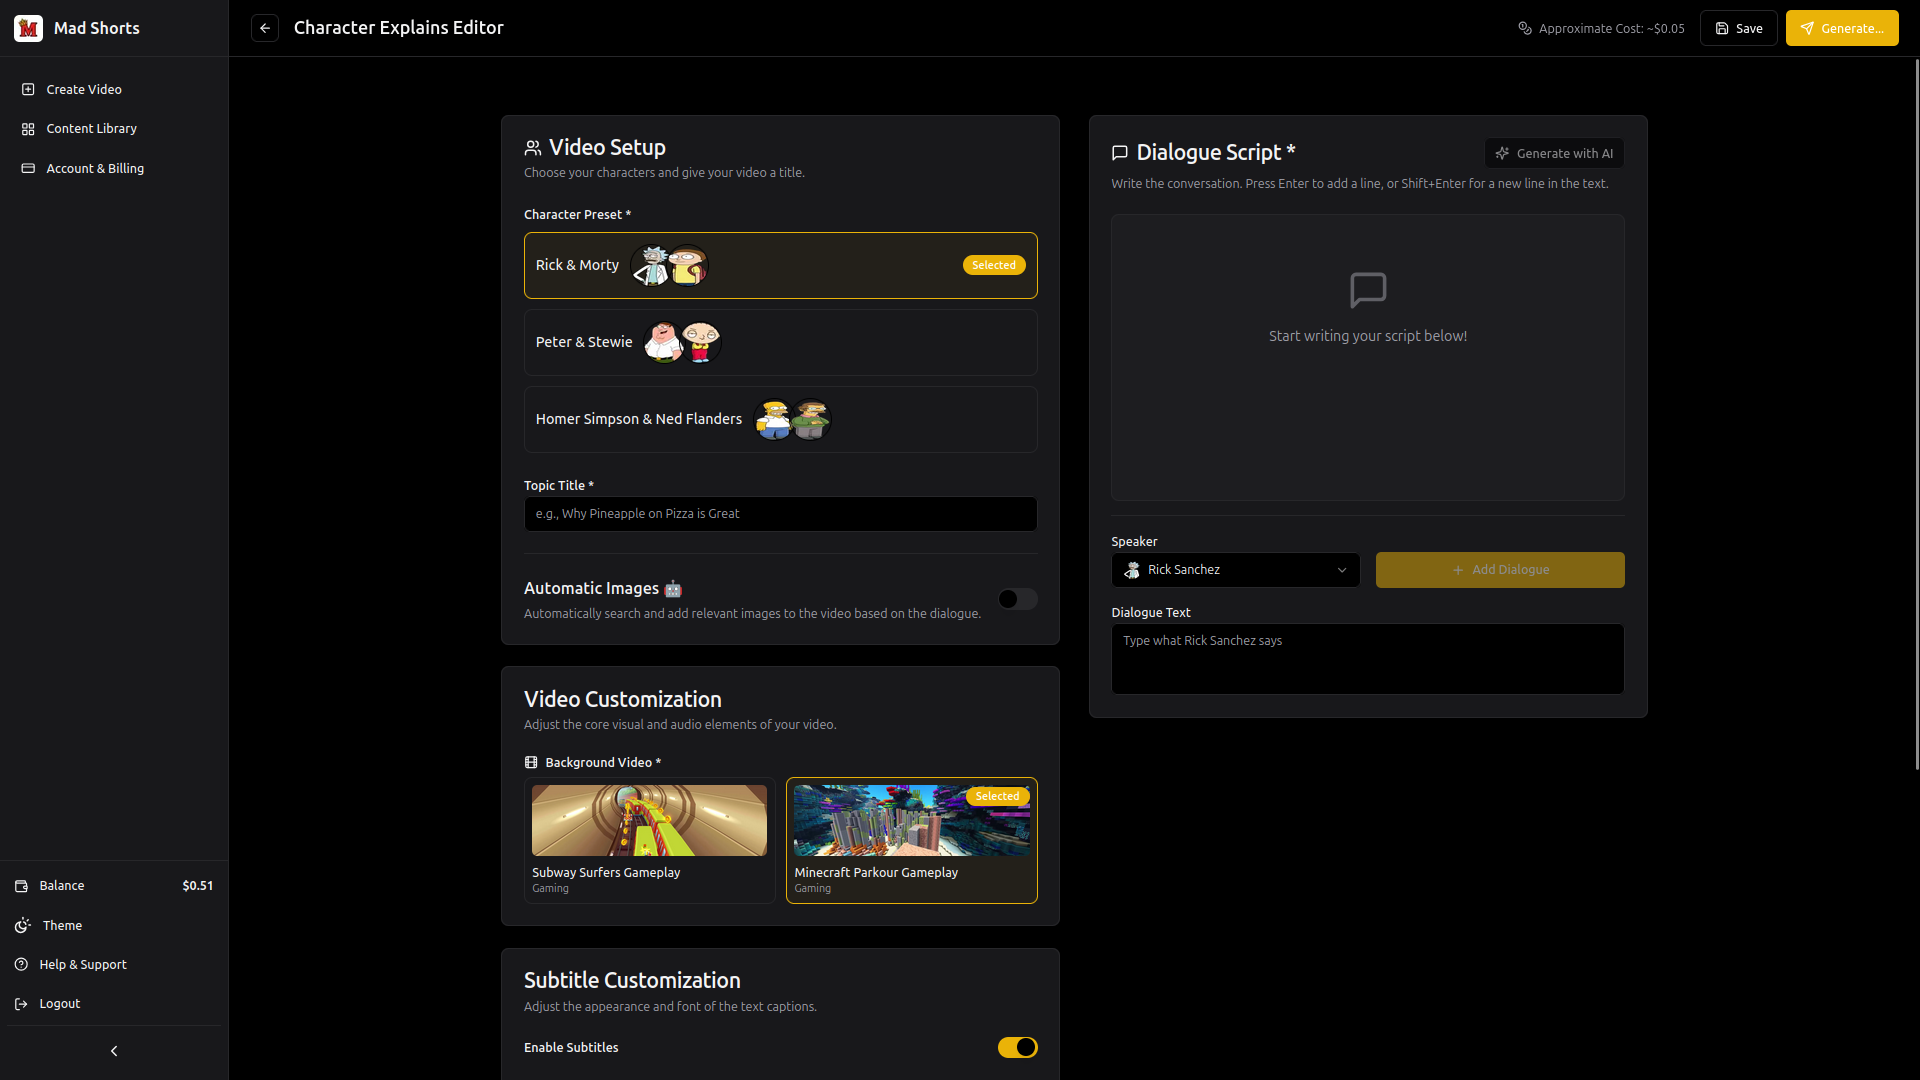 Mad Shorts
Create Video
Content Library
Account & Billing
Balance $0.51
Theme
Help & Support
Logout
Character Explains Editor
Approximate Cost: ~$0.05
Save
Generate...
Video Setup
Choose your characters and give your video a title.
Character Preset *
Rick & Morty
Selected
Peter & Stewie
Homer Simpson & Ned Flanders
Topic Title *
e.g., Why Pineapple on Pizza is Great
Automatic Images 🤖
Automatically search and add relevant images to the video based on the dialogue.
Video Customization
Adjust the core visual and audio elements of your video.
Background Video *
Subway Surfers Gameplay
Gaming
Selected
Minecraft Parkour Gameplay
Gaming
Subtitle Customization
Adjust the appearance and font of the text captions.
Enable Subtitles
Dialogue Script *
Generate with AI
Write the conversation. Press Enter to add a line, or Shift+Enter for a new line in the text.
Start writing your script below!
Speaker
Rick Sanchez
Add Dialogue
Dialogue Text
Type what Rick Sanchez says